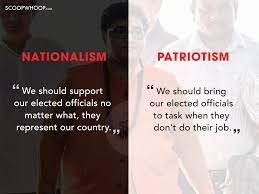 SCOOPWHOOP.COM
NATIONALISM
“ We should support
our elected officials no
matter what, they
represent our country. „
PATRIOTISM
“ We should bring
our elected officials
to task when they
don't do their job. „